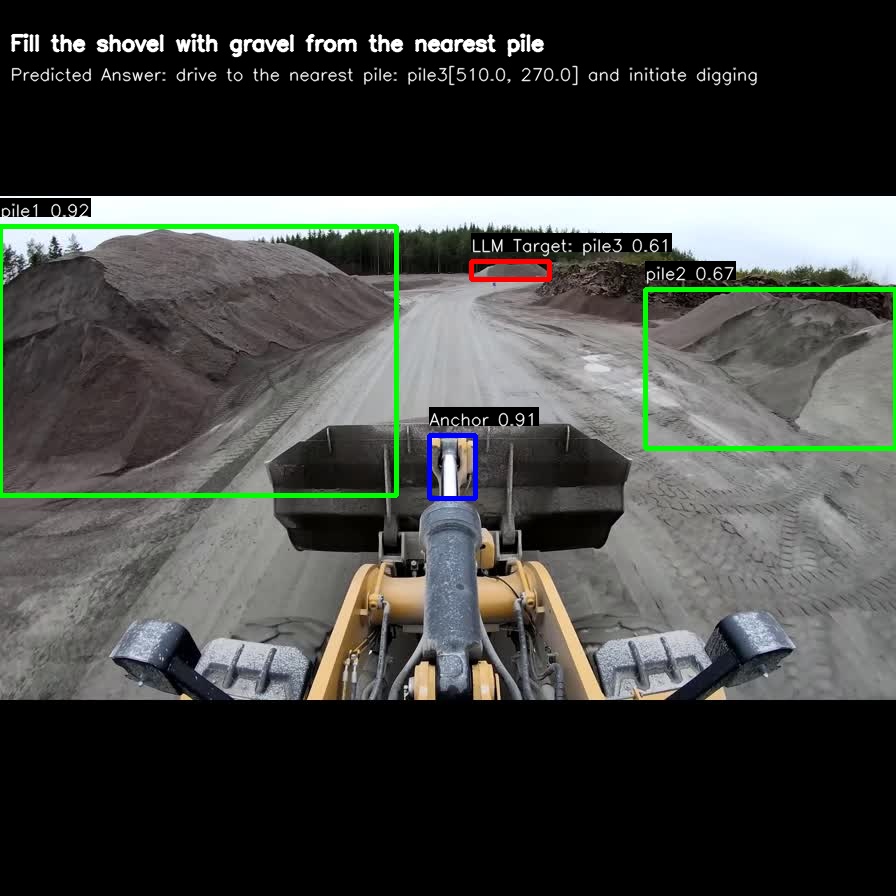 Fill the shovel with gravel from the nearest pile
Predicted Answer: drive to the nearest pile: pile3[510.0, 270.0] and initiate digging
pile1 0.92
LLM Target: pile3 0.61
pile2 0.67
Anchor 0.91